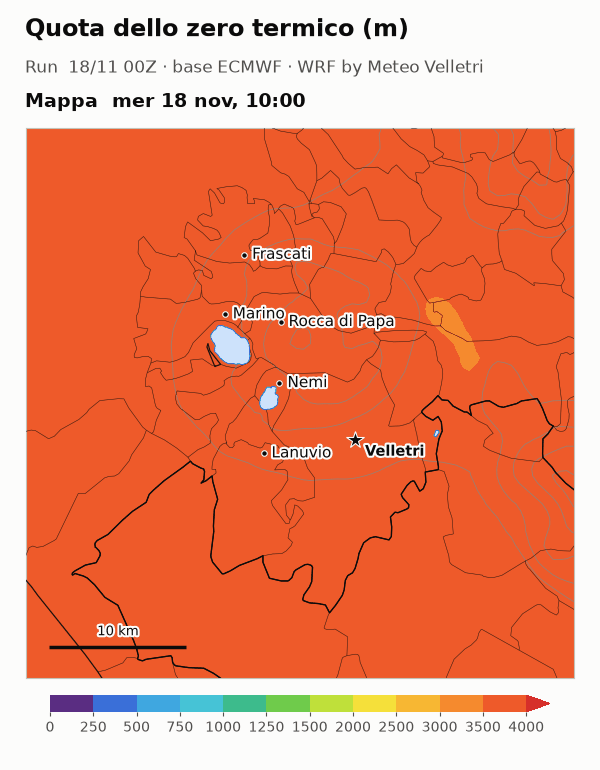 Quota dello zero termico (m)
Run  18/11 00Z · base ECMWF · WRF by Meteo Velletri
Mappa  mer 18 nov, 10:00
Frascati
Marino
Rocca di Papa
Nemi
Velletri
Lanuvio
10 km
0 250 500 750 1000 1250 1500 2000 2500 3000 3500 4000